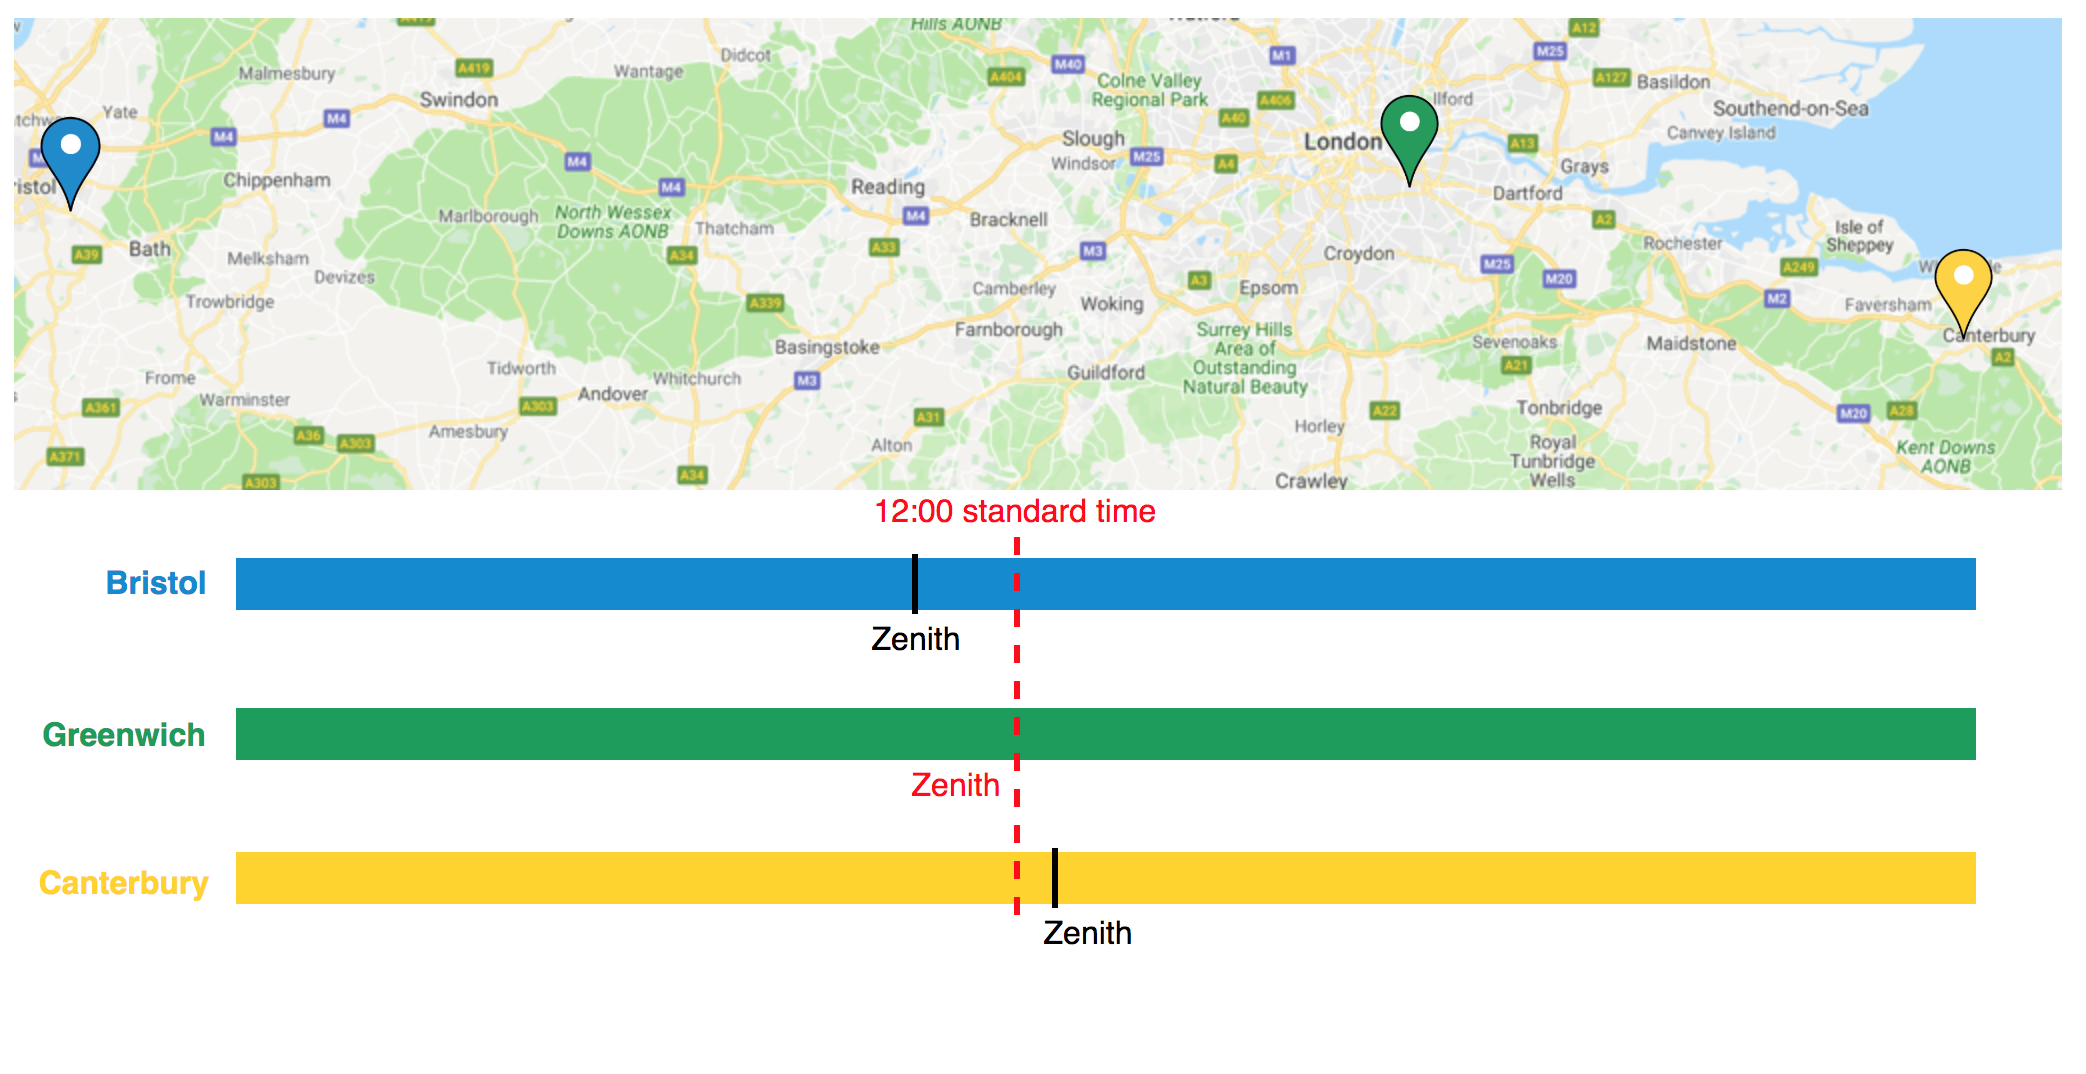 Hills AONB
A419
M40
M1
A12
M25
Didcot
Malmesbury
A419
Wantage
A404
Colne Valley
Regional Park
A127
Basildon
Yate
Swindon
A406
Ilford
Southend-on-Sea
M4
M4
A40
Canvey Island
Slough
London
A13
M4
Windsor
M25
A4
Grays
istol
Chippenham
M4
Reading
Dartford
Marlborough
North Wessex
Downs AONB
Thatcham
M4
Bracknell
A2
Isle of
Sheppey
Rochester
A39
Bath
Melksham
Devizes
A34
A33
M3
Croydon
M25
M20
A249
Trowbridge
A339
Camberley
Woking
A3
Epsom
M2
Faversham
Farnborough
Surrey Hills
Area of
Outstanding
Natural Beauty
Basingstoke
Sevenoaks
Maidstone
Canterbury
A2
Tidworth
A21
Frome
Warminster
Andover
Whitchurch
M3
Guildford
A361
A303
A31
A22
Tonbridge
M20
A28
A36
A303
Amesbury
Alton
Horley
Royal
Tunbridge
Wells
Kent Downs
AONB
A371
A303
A34
Crawley
12:00 standard time
Bristol
Zenith
Greenwich
Zenith
Canterbury
Zenith